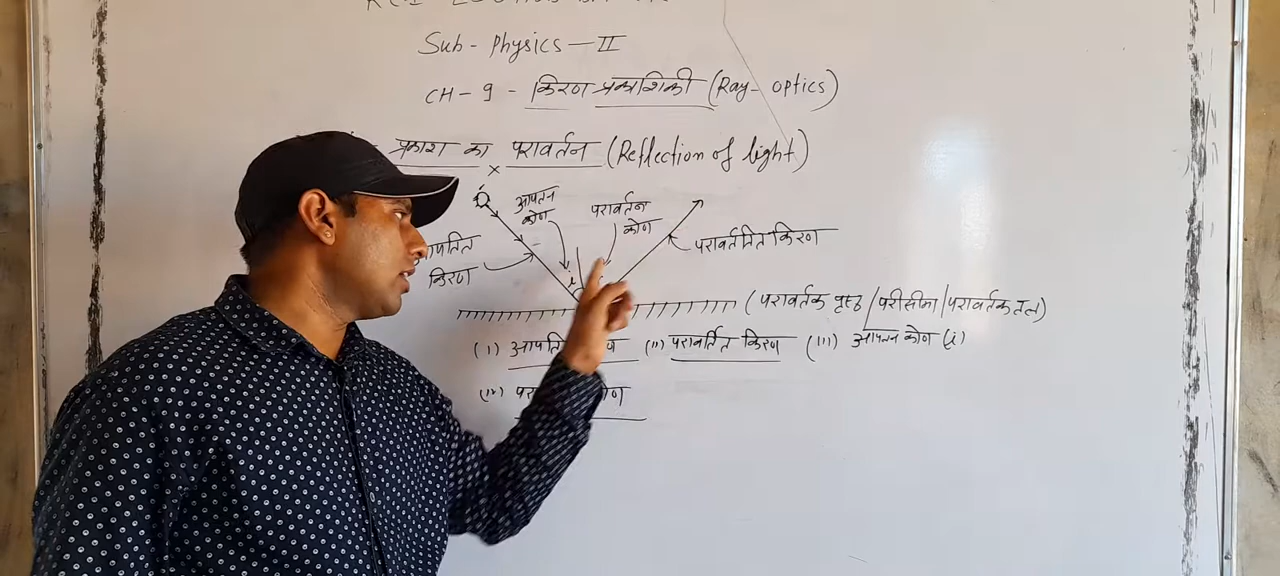 Sub - Physics - II
CH - 9 - किरण प्रकाशिकी (Ray - optics)
प्रकाश का परावर्तन (Reflection of light)
आपतन कोण
परावर्तन कोण
किरण
परावर्तमित किरण
i
(परावर्तक पृष्ठ / परीसीमा / परावर्तक तल)
(i) (ii) परावर्तित किरण (iii) आपतन कोण (i)
(iv)